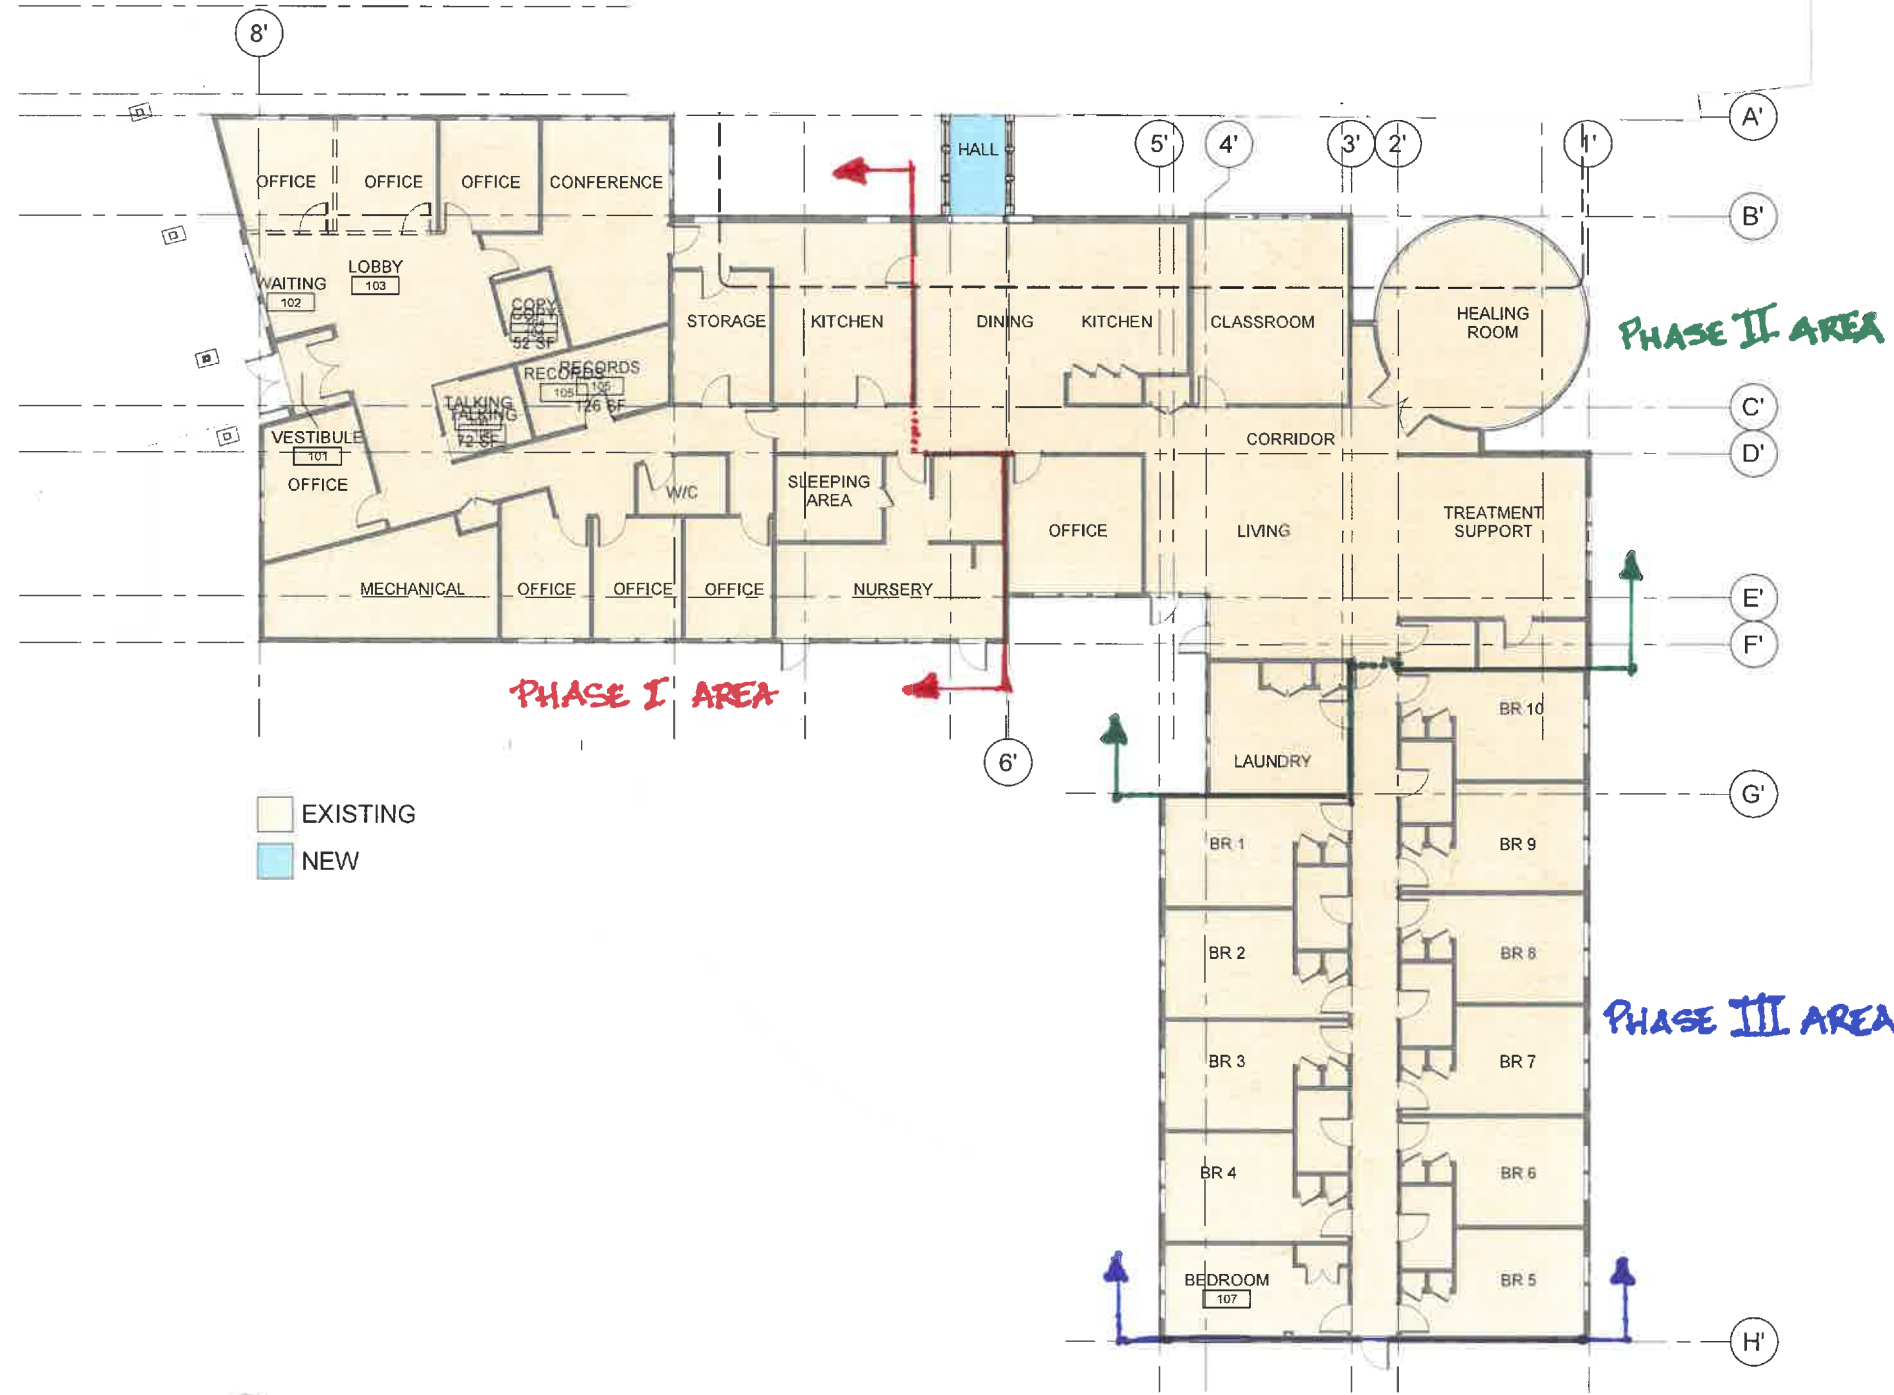 8'
A'
HALL
5'
4'
3'
2'
1'
OFFICE
OFFICE
OFFICE
CONFERENCE
B'
LOBBY
103
WAITING
102
COPY
COPY
52 SF
STORAGE
KITCHEN
DINING
KITCHEN
CLASSROOM
HEALING
ROOM
PHASE II AREA
RECORDS
RECORDS
105
105
126 SF
TALKING
TALKING
72 SF
C'
VESTIBULE
101
OFFICE
CORRIDOR
D'
W/C
SLEEPING
AREA
OFFICE
LIVING
TREATMENT
SUPPORT
MECHANICAL
OFFICE
OFFICE
OFFICE
NURSERY
E'
F'
PHASE I AREA
BR 10
6'
LAUNDRY
G'
EXISTING
NEW
BR 1
BR 9
BR 2
BR 8
PHASE III AREA
BR 3
BR 7
BR 4
BR 6
BEDROOM
107
BR 5
H'